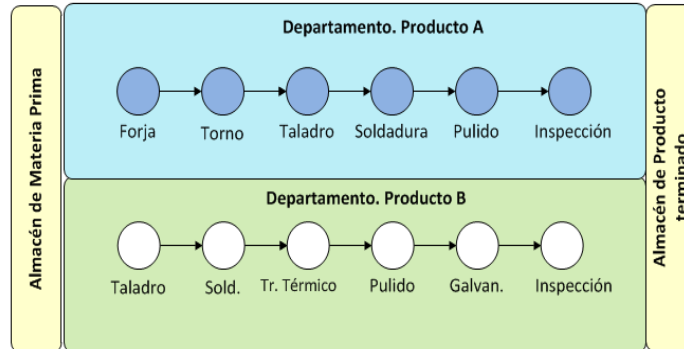 Almacén de Materia Prima
Departamento. Producto A
Forja
Torno
Taladro
Soldadura
Pulido
Inspección
Departamento. Producto B
Taladro
Sold.
Tr. Térmico
Pulido
Galvan.
Inspección
Almacén de Producto
terminado